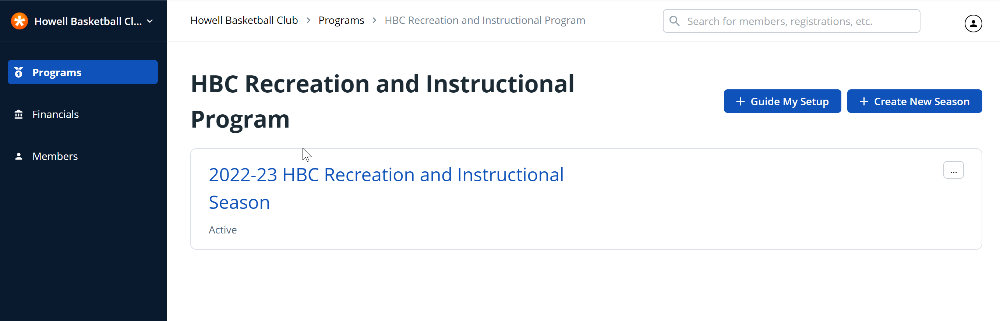 Howell Basketball Cl...
Howell Basketball Club > Programs > HBC Recreation and Instructional Program
Search for members, registrations, etc.
Programs
Financials
Members
HBC Recreation and Instructional
Program
+ Guide My Setup
+ Create New Season
2022-23 HBC Recreation and Instructional
Season
...
Active